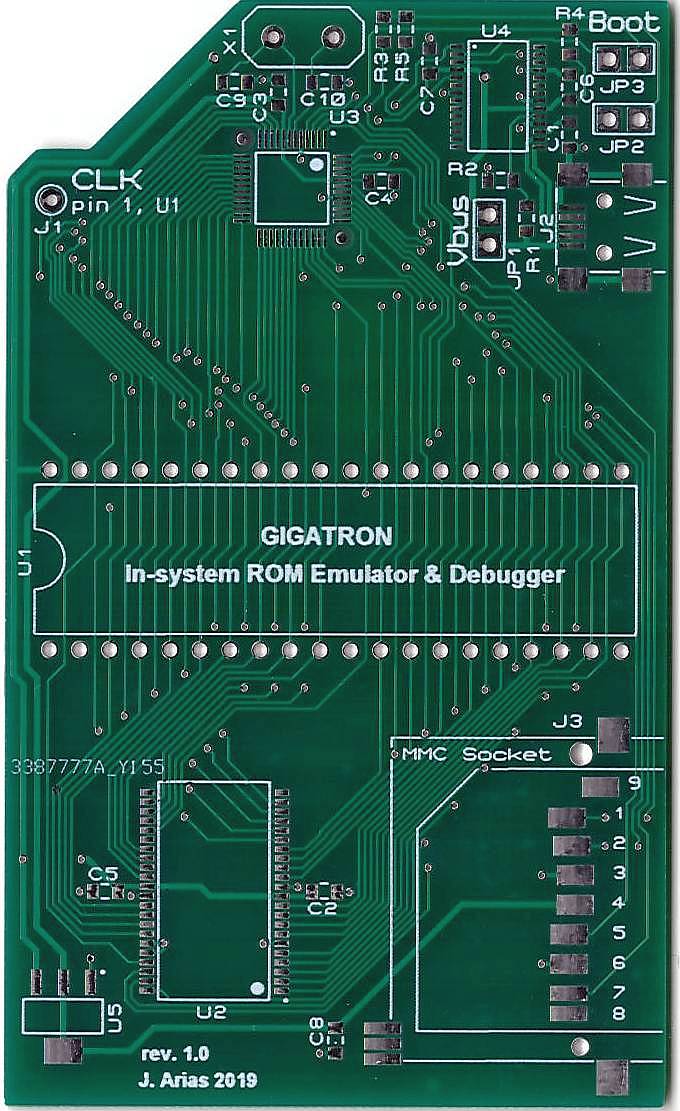 R4 Boot
X1
R3
R5
U4
C9
C3
C10
U3
C7
C6
JP3
C1
JP2
CLK
pin 1, U1
J1
C4
R2
Vbus
JP1
R1
J2
U1
GIGATRON
In-system ROM Emulator & Debugger
J3
MMC Socket
3387777A_Y155
9
1
2
3
4
5
6
7
8
C5
C2
U5
U2
C8
rev. 1.0
J. Arias 2019